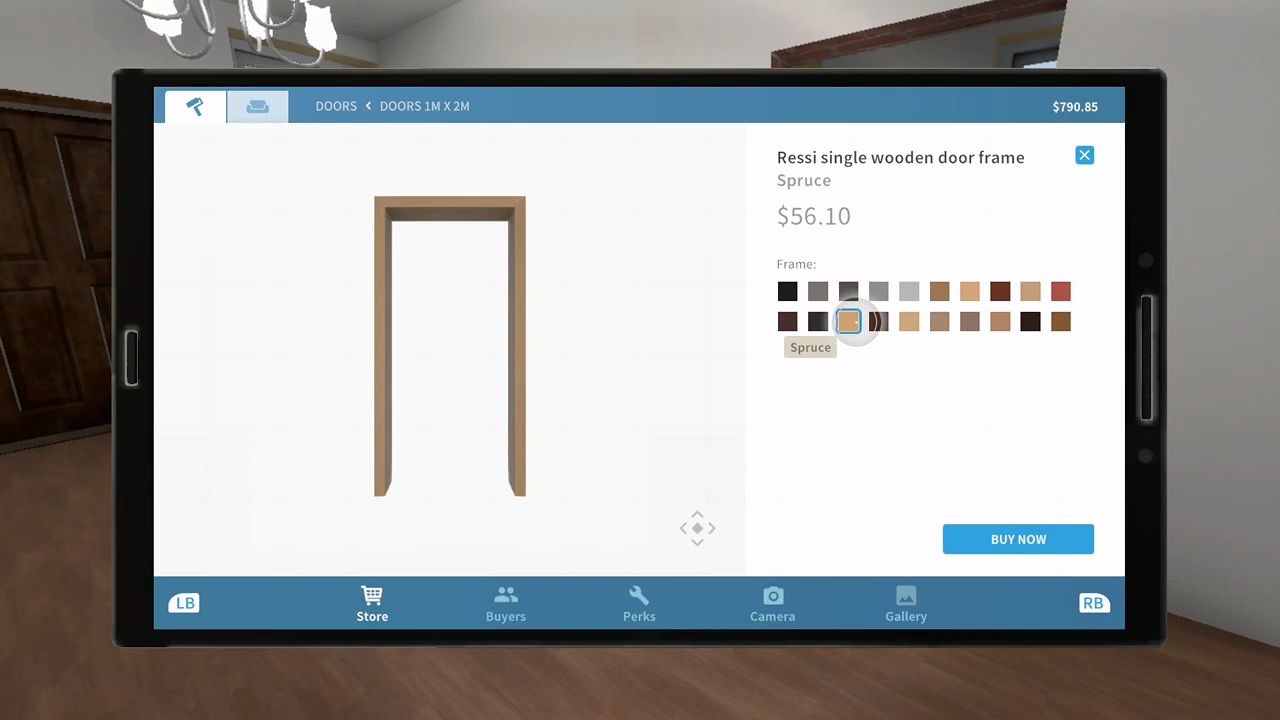 DOORS < DOORS 1M X 2M
$790.85
Ressi single wooden door frame
Spruce
$56.10
Frame:
Spruce
BUY NOW
LB
Store
Buyers
Perks
Camera
Gallery
RB